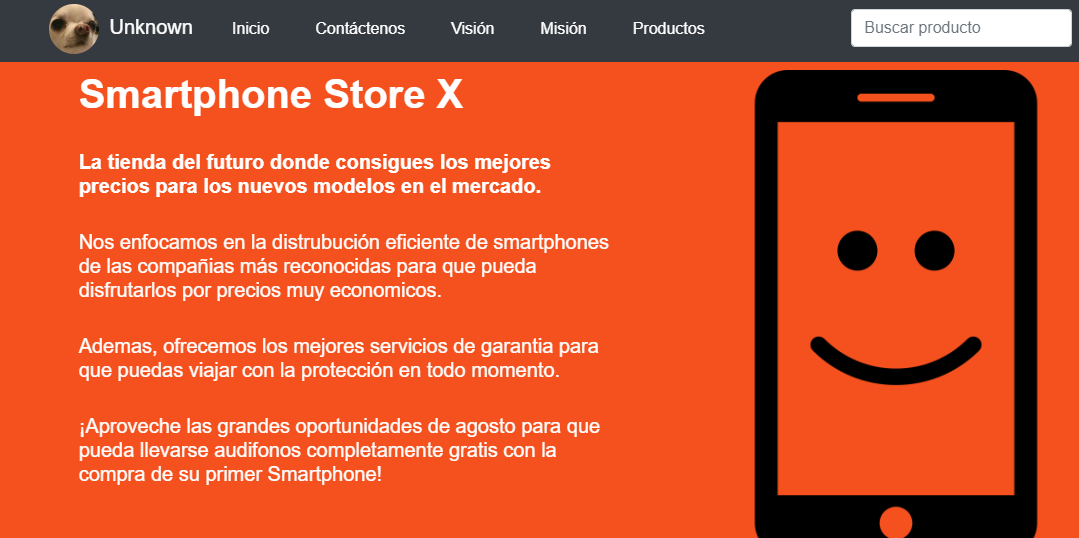 Unknown
Inicio
Contáctenos
Visión
Misión
Productos
Buscar producto
Smartphone Store X
La tienda del futuro donde consigues los mejores
precios para los nuevos modelos en el mercado.
Nos enfocamos en la distrubución eficiente de smartphones
de las compañias más reconocidas para que pueda
disfrutarlos por precios muy economicos.
Ademas, ofrecemos los mejores servicios de garantia para
que puedas viajar con la protección en todo momento.
¡Aproveche las grandes oportunidades de agosto para que
pueda llevarse audifonos completamente gratis con la
compra de su primer Smartphone!